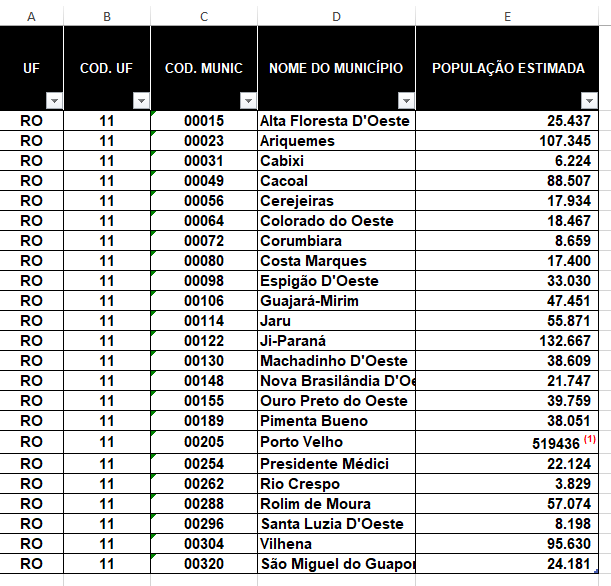 A B C D E
UF COD. UF COD. MUNIC NOME DO MUNICÍPIO POPULAÇÃO ESTIMADA
RO 11 00015 Alta Floresta D'Oeste 25.437
RO 11 00023 Ariquemes 107.345
RO 11 00031 Cabixi 6.224
RO 11 00049 Cacoal 88.507
RO 11 00056 Cerejeiras 17.934
RO 11 00064 Colorado do Oeste 18.467
RO 11 00072 Corumbiara 8.659
RO 11 00080 Costa Marques 17.400
RO 11 00098 Espigão D'Oeste 33.030
RO 11 00106 Guajará-Mirim 47.451
RO 11 00114 Jaru 55.871
RO 11 00122 Ji-Paraná 132.667
RO 11 00130 Machadinho D'Oeste 38.609
RO 11 00148 Nova Brasilândia D'Oe 21.747
RO 11 00155 Ouro Preto do Oeste 39.759
RO 11 00189 Pimenta Bueno 38.051
RO 11 00205 Porto Velho 519436 (1)
RO 11 00254 Presidente Médici 22.124
RO 11 00262 Rio Crespo 3.829
RO 11 00288 Rolim de Moura 57.074
RO 11 00296 Santa Luzia D'Oeste 8.198
RO 11 00304 Vilhena 95.630
RO 11 00320 São Miguel do Guapor 24.181